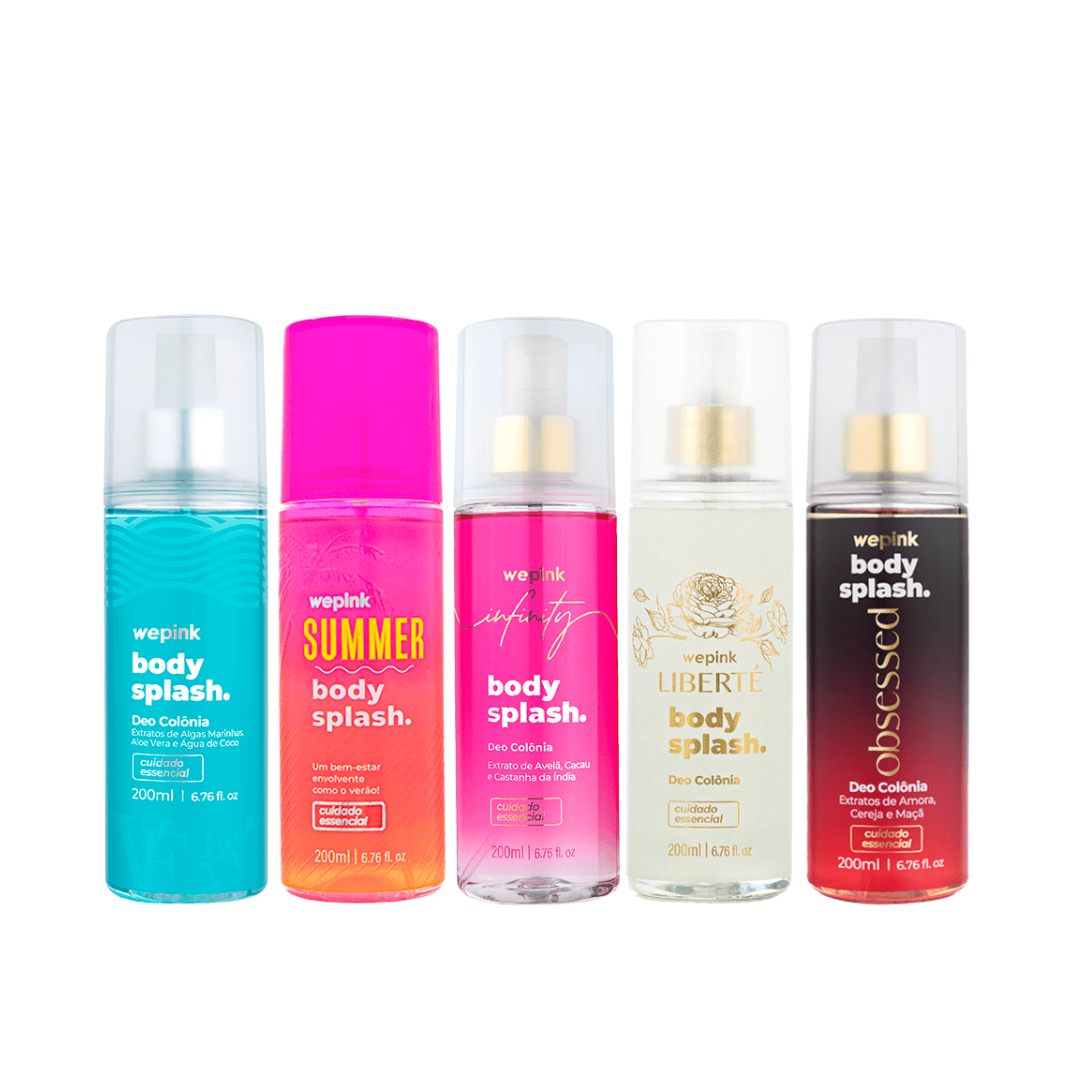 wepink
body
splash.
Deo Colônia
Extratos de Algas Marinhas,
Aloe Vera e Água de Coco
cuidado
essencial
200ml | 6.76 fl. oz
wepink
SUMMER
body
splash.
Um bem-estar
envolvente
como o verão!
cuidado
essencial
200ml | 6.76 fl. oz
wepink
infinity
body
splash.
Deo Colônia
Extrato de Avelã, Cacau
e Castanha da Índia
cuidado
essencial
200ml | 6.76 fl. oz
wepink
LIBERTÉ
body
splash.
Deo Colônia
cuidado
essencial
200ml | 6.76 fl. oz
wepink
body
splash.
obsessed
Deo Colônia
Extratos de Amora,
Cereja e Maçã
cuidado
essencial
200ml | 6.76 fl. oz